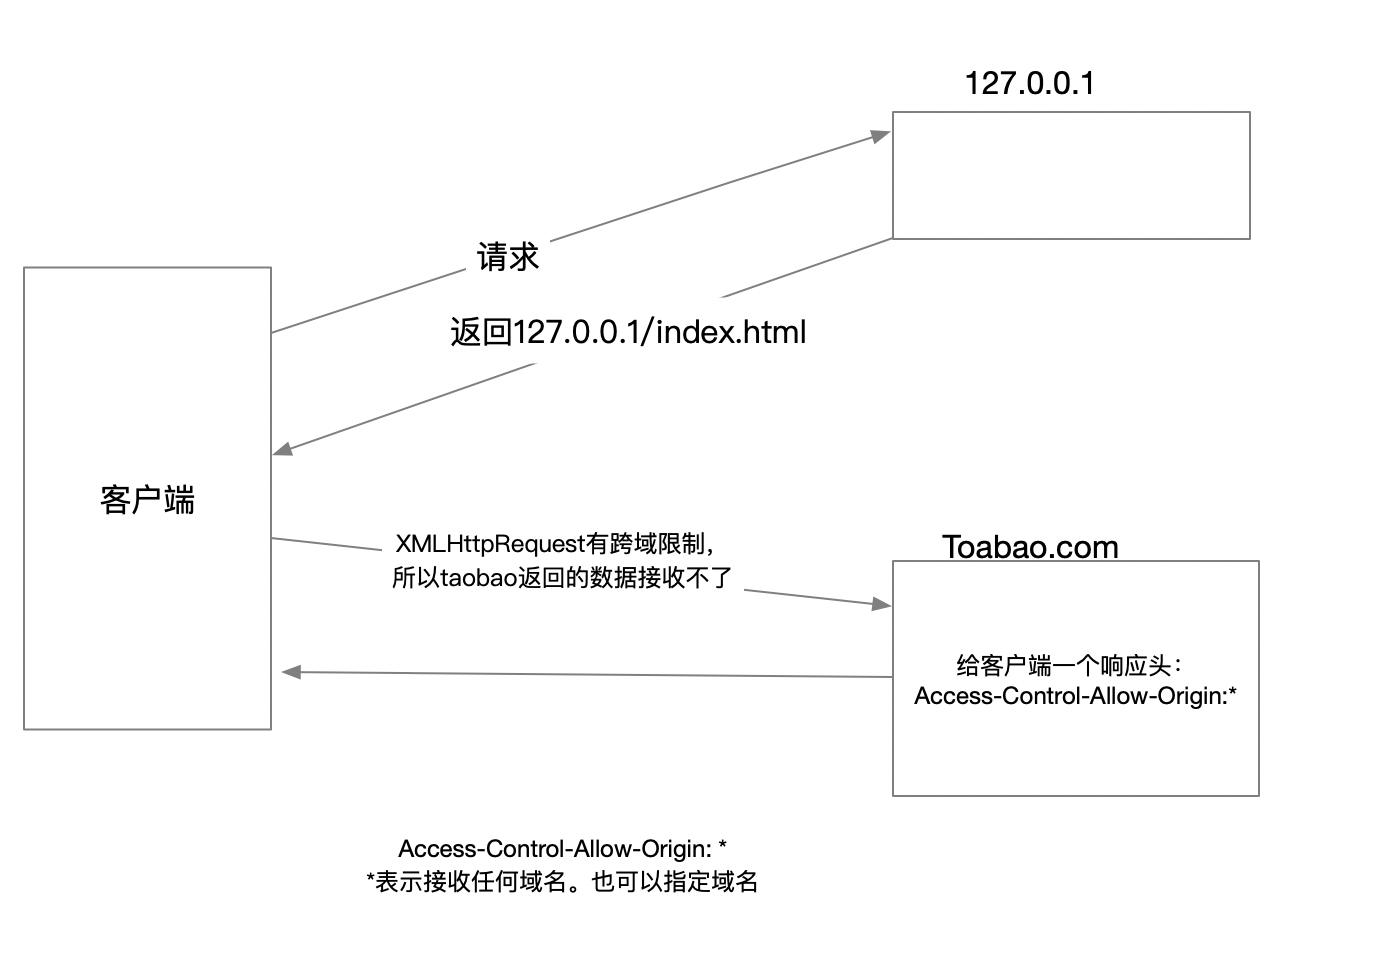 127.0.0.1
请求
返回127.0.0.1/index.html
客户端
XMLHttpRequest有跨域限制，
所以taobao返回的数据接收不了
Toabao.com
给客户端一个响应头：
Access-Control-Allow-Origin:*
Access-Control-Allow-Origin: *
*表示接收任何域名。也可以指定域名